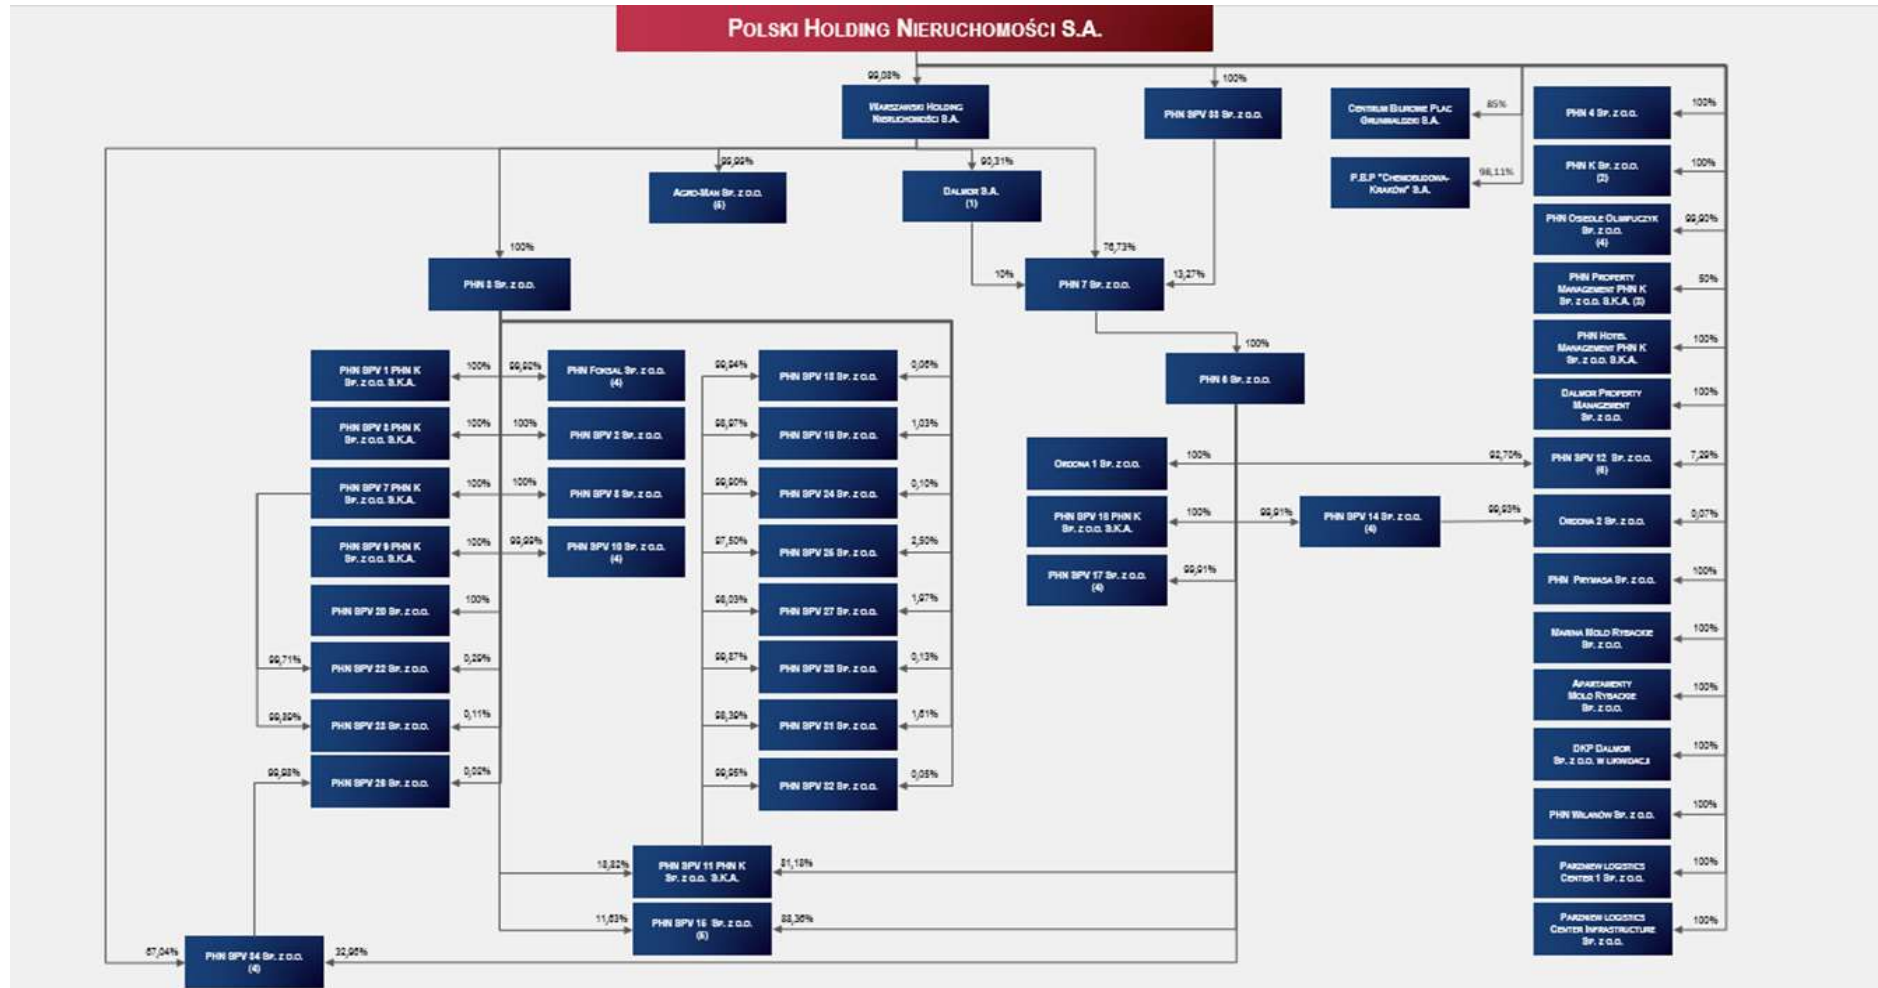 POLSKI HOLDING NIERUCHOMOŚCI S.A.
99,08%
100%
WARSZAWSKI HOLDING
NIERUCHOMOŚCI S.A.
PHN SPV 33 SP. Z O.O.
CENTRUM BIUROWE PLAC
GRUNWALDZKI S.A.
85%
PHN 4 SP. Z O.O.
100%
99,99%
90,31%
AGRO-MAN SP. Z O.O.
(5)
DALMOR S.A.
(1)
P.B.P "CHEMOBUDOWA-
KRAKÓW" S.A.
98,11%
PHN K SP. Z O.O.
(2)
100%
PHN OSIEDLE OLIMPIJCZYK
SP. Z O.O.
(4)
99,90%
100%
76,73%
PHN 3 SP. Z O.O.
10%
PHN 7 SP. Z O.O.
13,27%
PHN PROPERTY
MANAGEMENT PHN K
SP. Z O.O. S.K.A. (3)
50%
PHN HOTEL
MANAGEMENT PHN K
SP. Z O.O. S.K.A.
100%
100%
PHN 6 SP. Z O.O.
DALMOR PROPERTY
MANAGEMENT
SP. Z O.O.
100%
PHN SPV 1 PHN K
SP. Z O.O. S.K.A.
100%
99,92%
PHN FOKSAL SP. Z O.O.
(4)
99,94%
PHN SPV 18 SP. Z O.O.
0,06%
PHN SPV 3 PHN K
SP. Z O.O. S.K.A.
100%
100%
PHN SPV 2 SP. Z O.O.
98,97%
PHN SPV 19 SP. Z O.O.
1,03%
ORDONA 1 SP. Z O.O.
100%
92,70%
PHN SPV 12 SP. Z O.O.
(6)
7,29%
PHN SPV 7 PHN K
SP. Z O.O. S.K.A.
100%
100%
PHN SPV 8 SP. Z O.O.
99,90%
PHN SPV 24 SP. Z O.O.
0,10%
PHN SPV 16 PHN K
SP. Z O.O. S.K.A.
100%
99,91%
PHN SPV 14 SP. Z O.O.
(4)
99,93%
ORDONA 2 SP. Z O.O.
0,07%
PHN SPV 9 PHN K
SP. Z O.O. S.K.A.
100%
99,99%
PHN SPV 10 SP. Z O.O.
(4)
97,50%
PHN SPV 25 SP. Z O.O.
2,50%
PHN SPV 17 SP. Z O.O.
(4)
99,91%
PHN PRYMASA SP. Z O.O.
100%
PHN SPV 20 SP. Z O.O.
100%
98,03%
PHN SPV 27 SP. Z O.O.
1,97%
MARINA MOLO RYBACKIE
SP. Z O.O.
100%
99,71%
PHN SPV 22 SP. Z O.O.
0,29%
99,87%
PHN SPV 28 SP. Z O.O.
0,13%
APARTAMENTY
MOLO RYBACKIE
SP. Z O.O.
100%
99,89%
PHN SPV 23 SP. Z O.O.
0,11%
98,39%
PHN SPV 31 SP. Z O.O.
1,61%
DKP DALMOR
SP. Z O.O. W LIKWIDACJI
100%
99,98%
PHN SPV 26 SP. Z O.O.
0,02%
99,95%
PHN SPV 32 SP. Z O.O.
0,05%
PHN WILANÓW SP. Z O.O.
100%
18,82%
PHN SPV 11 PHN K
SP. Z O.O. S.K.A.
81,18%
PARZNIEW LOGISTICS
CENTER 1 SP. Z O.O.
100%
11,63%
PHN SPV 15 SP. Z O.O.
(5)
88,36%
PARZNIEW LOGISTICS
CENTER INFRASTRUCTURE
SP. Z O.O.
100%
67,04%
PHN SPV 34 SP. Z O.O.
(4)
32,96%